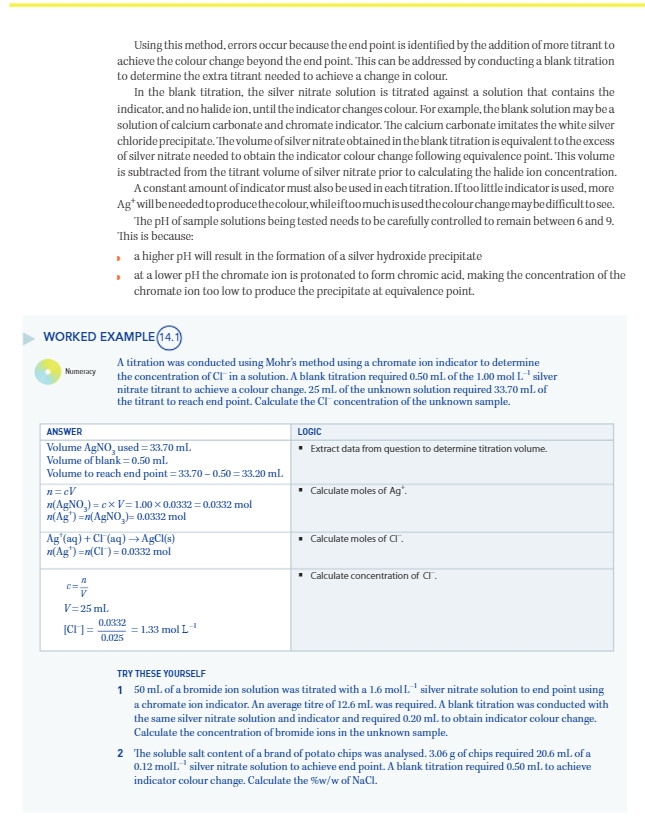 Using this method, errors occur because the end point is identified by the addition of more titrant to
achieve the colour change beyond the end point. This can be addressed by conducting a blank titration
to determine the extra titrant needed to achieve a change in colour.
In the blank titration, the silver nitrate solution is titrated against a solution that contains the
indicator, and no halide ion, until the indicator changes colour. For example, the blank solution may be a
solution of calcium carbonate and chromate indicator. The calcium carbonate imitates the white silver
chloride precipitate. The volume of silver nitrate obtained in the blank titration is equivalent to the excess
of silver nitrate needed to obtain the indicator colour change following equivalence point. This volume
is subtracted from the titrant volume of silver nitrate prior to calculating the halide ion concentration.
A constant amount of indicator must also be used in each titration. If too little indicator is used, more
Ag⁺ will be needed to produce the colour, while if too much is used the colour change may be difficult to see.
The pH of sample solutions being tested needs to be carefully controlled to remain between 6 and 9.
This is because:
a higher pH will result in the formation of a silver hydroxide precipitate
at a lower pH the chromate ion is protonated to form chromic acid, making the concentration of the
chromate ion too low to produce the precipitate at equivalence point.
WORKED EXAMPLE 14.1
Numeracy
A titration was conducted using Mohr's method using a chromate ion indicator to determine
the concentration of Cl⁻ in a solution. A blank titration required 0.50 mL of the 1.00 mol L⁻¹ silver
nitrate titrant to achieve a colour change. 25 mL of the unknown solution required 33.70 mL of
the titrant to reach end point. Calculate the Cl⁻ concentration of the unknown sample.
ANSWER LOGIC
Volume AgNO₃ used = 33.70 mL
Volume of blank = 0.50 mL
Volume to reach end point = 33.70 – 0.50 = 33.20 mL
▪ Extract data from question to determine titration volume.
n = cV
n(AgNO₃) = c × V = 1.00 × 0.0332 = 0.0332 mol
n(Ag⁺) = n(AgNO₃) = 0.0332 mol
▪ Calculate moles of Ag⁺.
Ag⁺(aq) + Cl⁻(aq) → AgCl(s)
n(Ag⁺) = n(Cl⁻) = 0.0332 mol
▪ Calculate moles of Cl⁻.
c = n/V
V = 25 mL
[Cl⁻] = 0.0332/0.025 = 1.33 mol L⁻¹
▪ Calculate concentration of Cl⁻.
TRY THESE YOURSELF
1 50 mL of a bromide ion solution was titrated with a 1.6 mol L⁻¹ silver nitrate solution to end point using
a chromate ion indicator. An average titre of 12.6 mL was required. A blank titration was conducted with
the same silver nitrate solution and indicator and required 0.20 mL to obtain indicator colour change.
Calculate the concentration of bromide ions in the unknown sample.
2 The soluble salt content of a brand of potato chips was analysed. 3.06 g of chips required 20.6 mL of a
0.12 mol L⁻¹ silver nitrate solution to achieve end point. A blank titration required 0.50 mL to achieve
indicator colour change. Calculate the %w/w of NaCl.